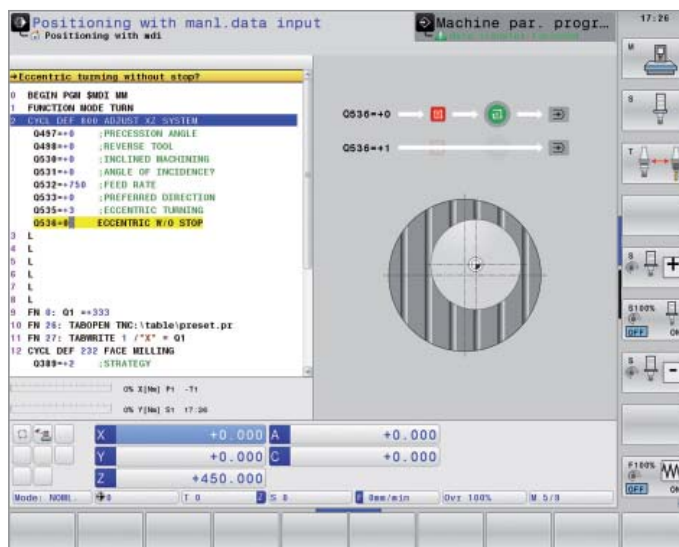 Positioning with manl.data input
Positioning with mdi
Machine par. progr…
17:26
→Eccentric turning without stop?
0 BEGIN PGM $MDI MM
1 FUNCTION MODE TURN
2 CYCL DEF 800 ADJUST XZ SYSTEM
Q497=+0 ;PRECESSION ANGLE
Q498=+0 ;REVERSE TOOL
Q530=+0 ;INCLINED MACHINING
Q531=+0 ;ANGLE OF INCIDENCE?
Q532=+750 ;FEED RATE
Q533=+0 ;PREFERRED DIRECTION
Q535=+3 ;ECCENTRIC TURNING
Q536=0 ECCENTRIC W/O STOP
3 L
4 L
5 L
6 L
7 L
8 L
9 FN 0: Q1 =+333
10 FN 26: TABOPEN TNC:\table\preset.pr
11 FN 27: TABWRITE 1 /"X" = Q1
12 CYCL DEF 232 FACE MILLING
Q389=+2 ;STRATEGY
Q536=+0
Q536=+1
0% X[Nm] P1 -T1
0% Y[Nm] S1 17:26
X +0.000 A +0.000
Y +0.000 C +0.000
Z +450.000
Mode: NOML. 0 T 0 Z S 0 F 0mm/min Ovr 100% M 5/9
M
S
T
S +
S100%
OFF ON
S -
F100% W
OFF ON